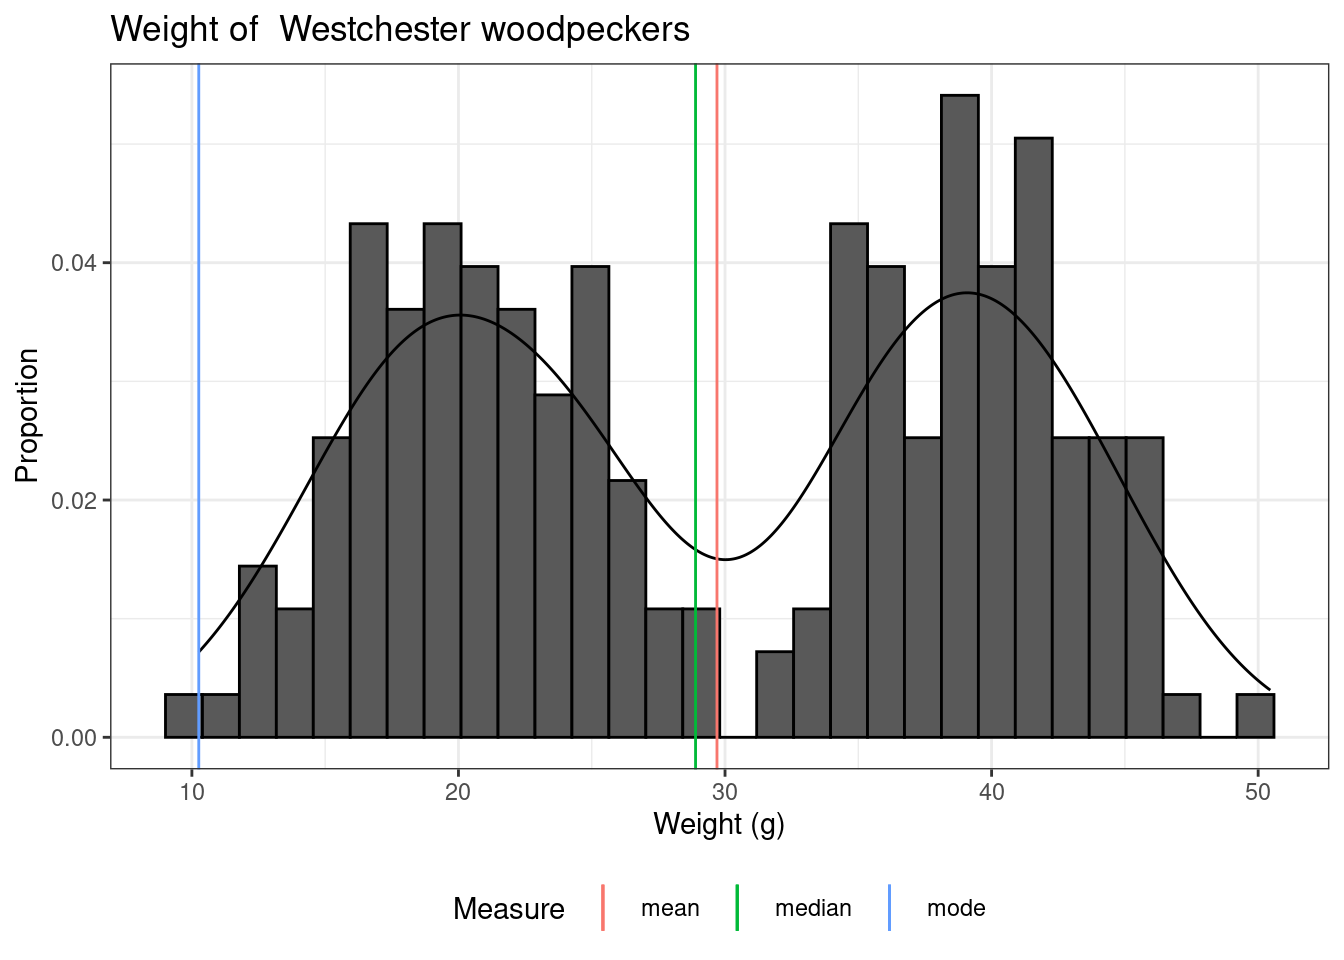 Weight of  Westchester woodpeckers
Proportion
0.04
0.02
0.00
10 20 30 40 50
Weight (g)
Measure mean median mode